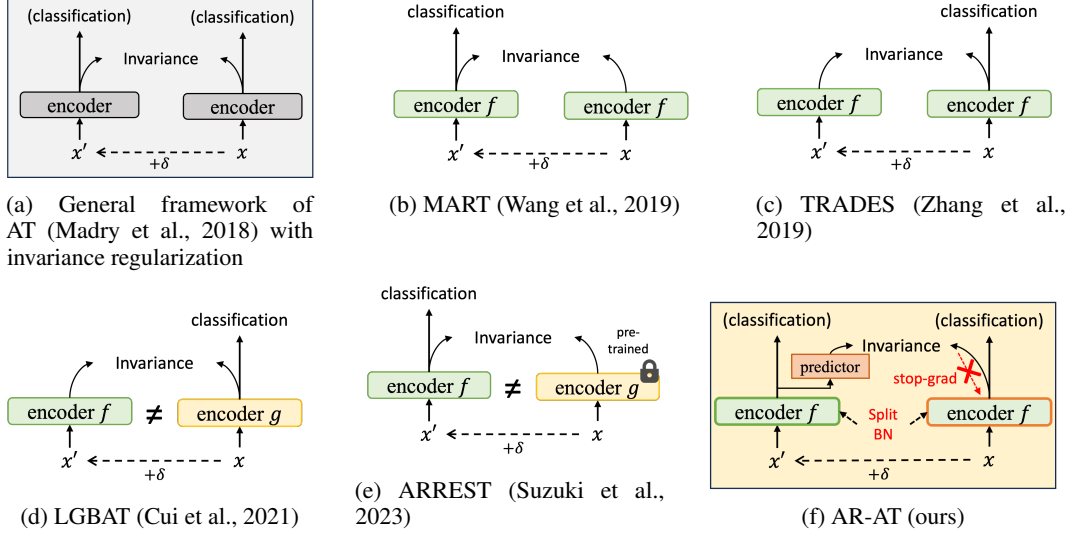 (classification) (classification)
Invariance
encoder encoder
x′ +δ x
(a) General framework of
AT (Madry et al., 2018) with
invariance regularization
classification
Invariance
encoder f encoder f
x′ +δ x
(b) MART (Wang et al., 2019)
classification
Invariance
encoder f encoder f
x′ +δ x
(c) TRADES (Zhang et al.,
2019)
classification
Invariance
encoder f ≠ encoder g
x′ +δ x
(d) LGBAT (Cui et al., 2021)
classification
Invariance
pre-
trained
encoder f ≠ encoder g
x′ +δ x
(e) ARREST (Suzuki et al.,
2023)
(classification) (classification)
Invariance
predictor
stop-grad
encoder f Split encoder f
BN
x′ +δ x
(f) AR-AT (ours)